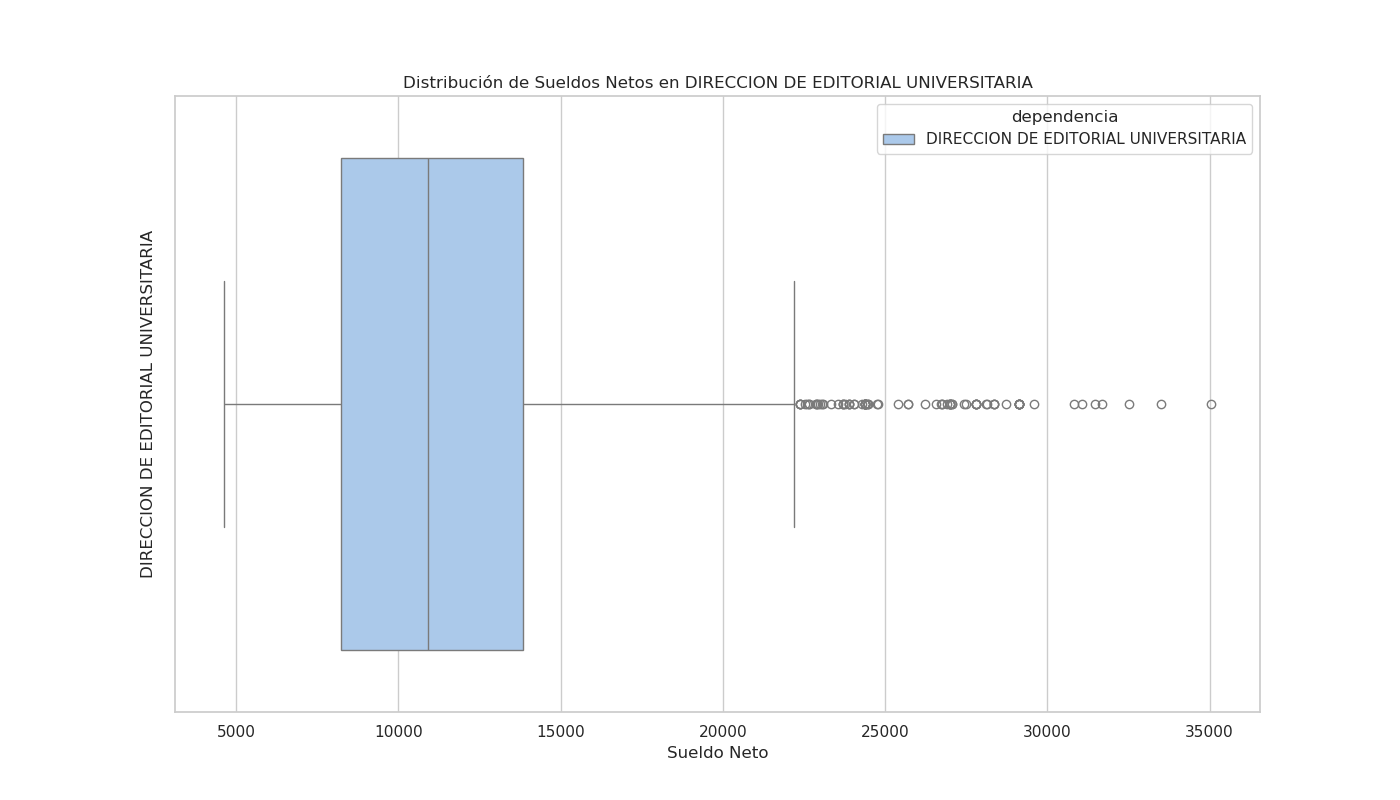 Distribución de Sueldos Netos en DIRECCION DE EDITORIAL UNIVERSITARIA
dependencia
DIRECCION DE EDITORIAL UNIVERSITARIA
DIRECCION DE EDITORIAL UNIVERSITARIA
5000 10000 15000 20000 25000 30000 35000
Sueldo Neto